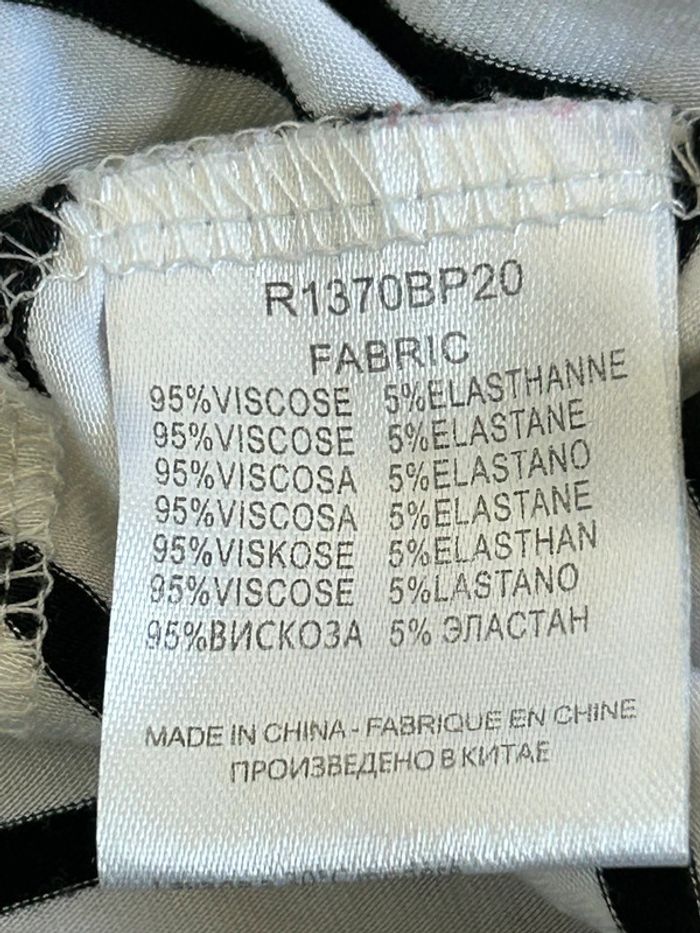 R1370BP20
FABRIC
95%VISCOSE 5%ELASTHANNE
95%VISCOSE 5%ELASTANE
95%VISCOSA 5%ELASTANO
95%VISCOSA 5%ELASTANE
95%VISKOSE 5%ELASTHAN
95%VISCOSE 5%LASTANO
95%ВИСКОЗА 5% ЭЛАСТАН
MADE IN CHINA - FABRIQUE EN CHINE
ПРОИЗВЕДЕНО В КИТАЕ